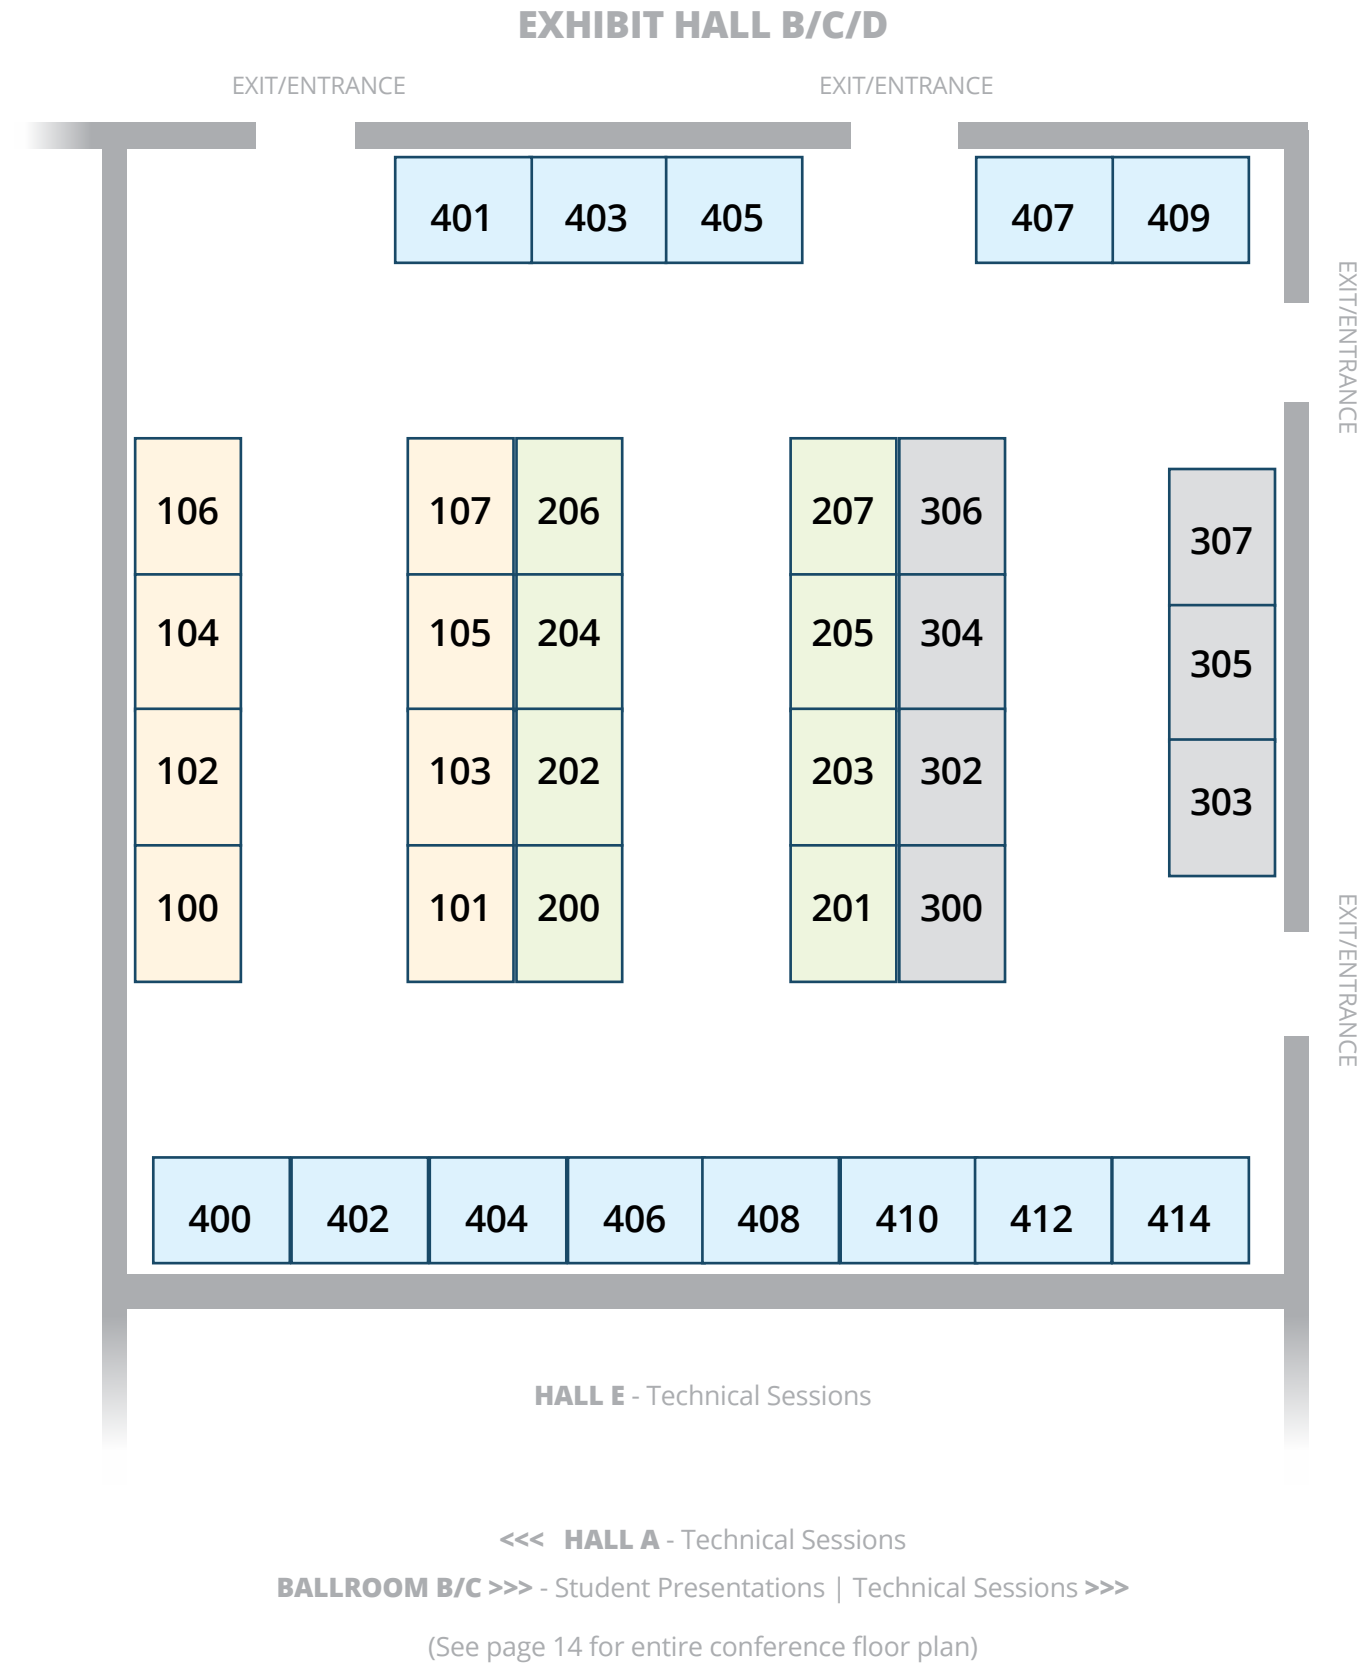 EXHIBIT HALL B/C/D
EXIT/ENTRANCE EXIT/ENTRANCE
401 403 405 407 409
EXIT/ENTRANCE
106 107 206 207 306
307
104 105 204 205 304
305
102 103 202 203 302
303
100 101 200 201 300
EXIT/ENTRANCE
400 402 404 406 408 410 412 414
HALL E - Technical Sessions
<<< HALL A - Technical Sessions
BALLROOM B/C >>> - Student Presentations | Technical Sessions >>>
(See page 14 for entire conference floor plan)